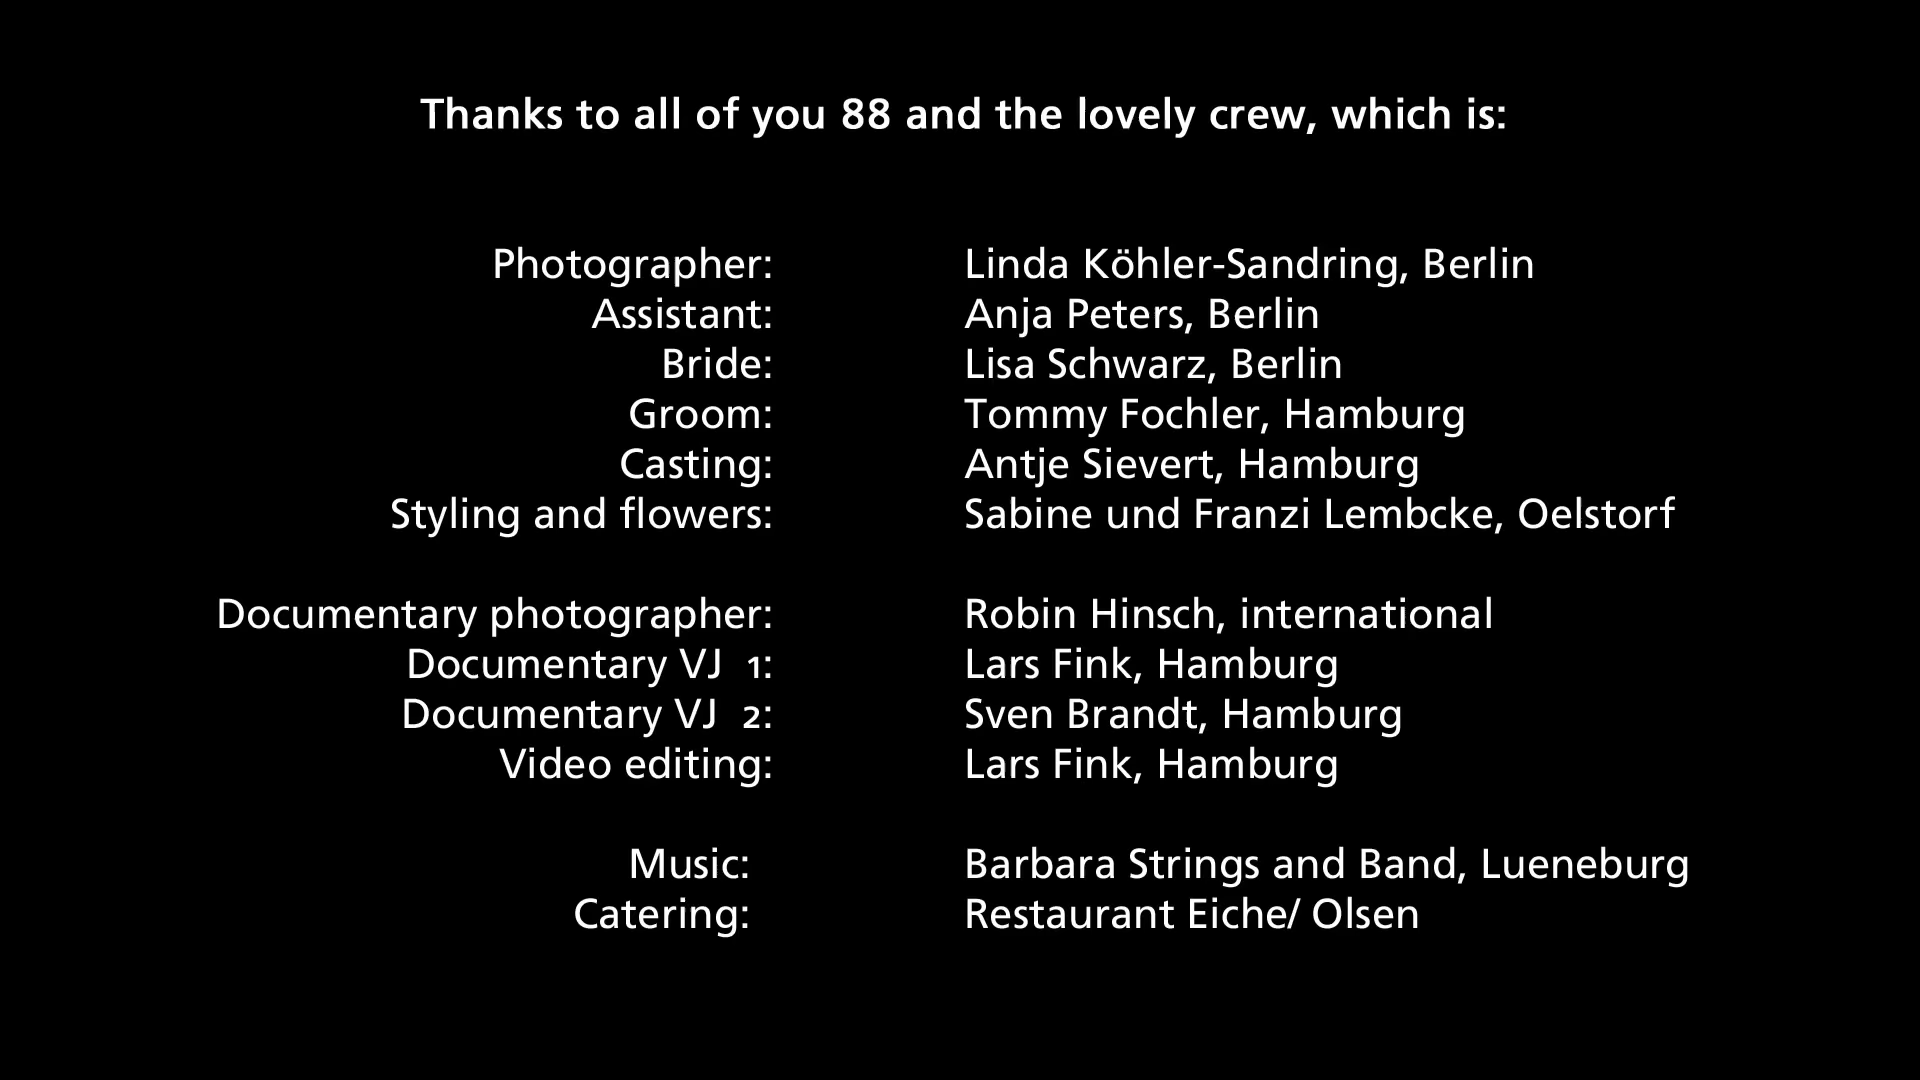 Thanks to all of you 88 and the lovely crew, which is:
Photographer: Linda Köhler-Sandring, Berlin
Assistant: Anja Peters, Berlin
Bride: Lisa Schwarz, Berlin
Groom: Tommy Fochler, Hamburg
Casting: Antje Sievert, Hamburg
Styling and flowers: Sabine und Franzi Lembcke, Oelstorf
Documentary photographer: Robin Hinsch, international
Documentary VJ 1: Lars Fink, Hamburg
Documentary VJ 2: Sven Brandt, Hamburg
Video editing: Lars Fink, Hamburg
Music: Barbara Strings and Band, Lueneburg
Catering: Restaurant Eiche/ Olsen